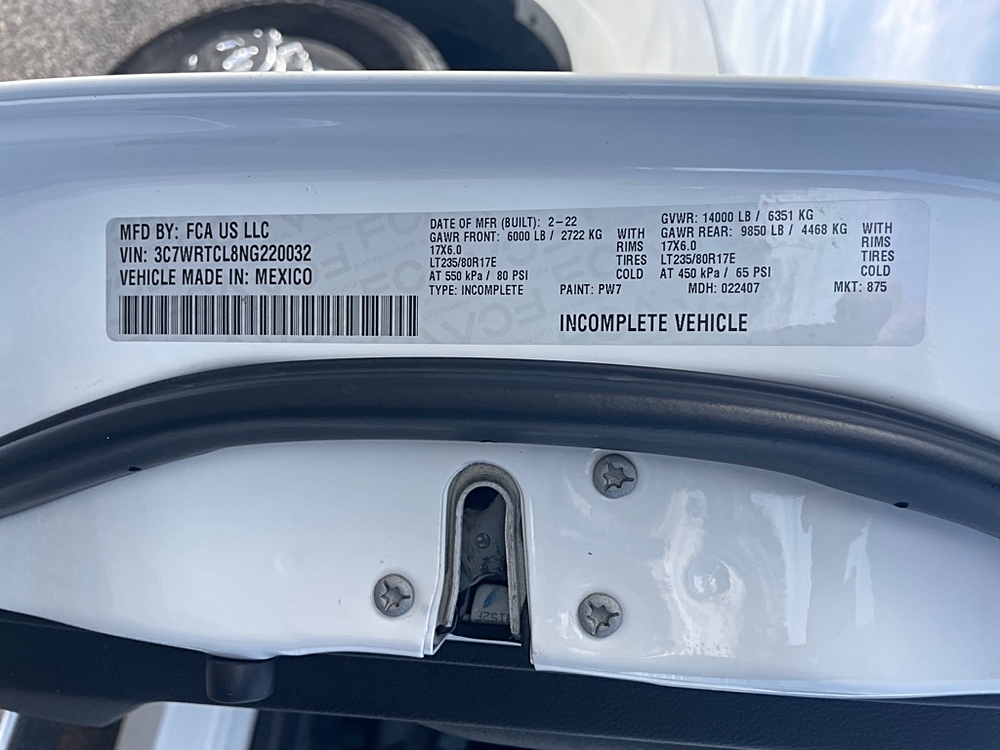 MFD BY: FCA US LLC
VIN: 3C7WRTCL8NG220032
VEHICLE MADE IN: MEXICO
DATE OF MFR (BUILT): 2-22
GAWR FRONT: 6000 LB / 2722 KG WITH
17X6.0 RIMS
LT235/80R17E TIRES
AT 550 kPa / 80 PSI COLD
TYPE: INCOMPLETE
GVWR: 14000 LB / 6351 KG
GAWR REAR: 9850 LB / 4468 KG WITH
17X6.0 RIMS
LT235/80R17E TIRES
AT 450 kPa / 65 PSI COLD
PAINT: PW7 MDH: 022407 MKT: 875
INCOMPLETE VEHICLE